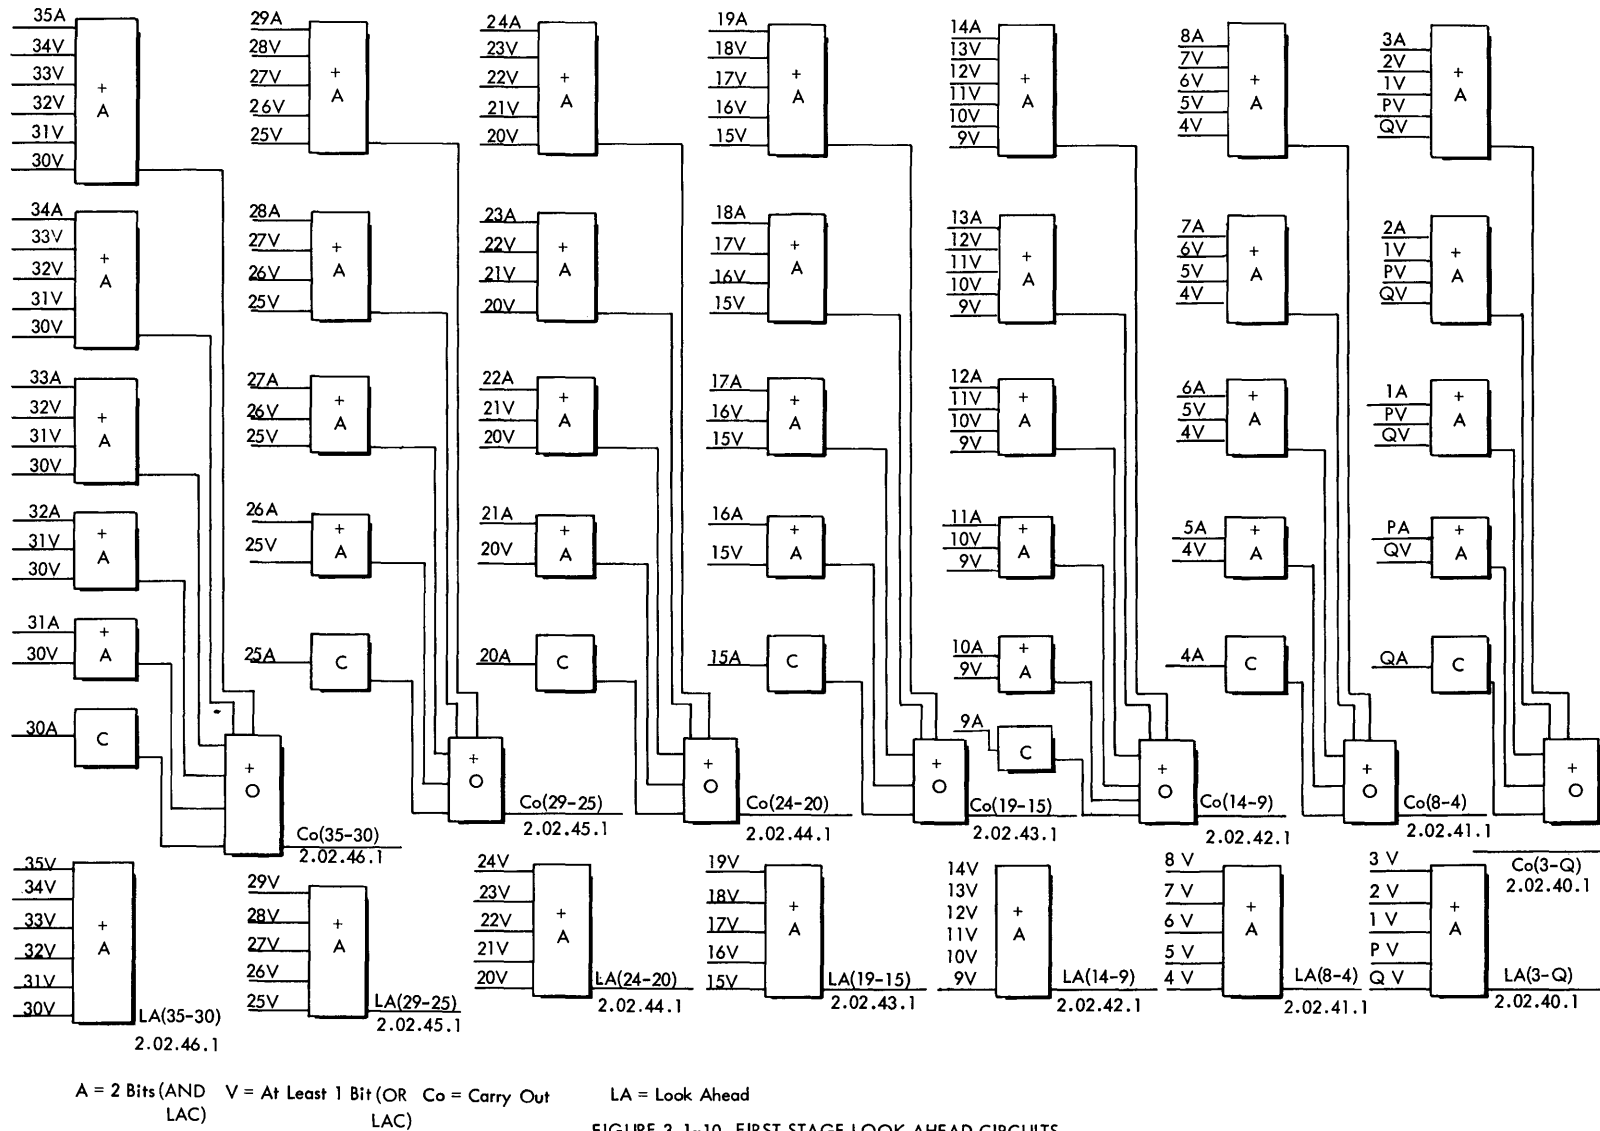 35A
34V
33V
32V
31V
30V
+
A
34A
33V
32V
31V
30V
+
A
33A
32V
31V
30V
+
A
32A
31V
30V
+
A
31A
30V
+
A
30A
C
+
O
Co(35-30)
2.02.46.1
35V
34V
33V
32V
31V
30V
+
A
LA(35-30)
2.02.46.1
29A
28V
27V
26V
25V
+
A
28A
27V
26V
25V
+
A
27A
26V
25V
+
A
26A
25V
+
A
25A
C
+
O
Co(29-25)
2.02.45.1
29V
28V
27V
26V
25V
+
A
LA(29-25)
2.02.45.1
24A
23V
22V
21V
20V
+
A
23A
22V
21V
20V
+
A
22A
21V
20V
+
A
21A
20V
+
A
20A
C
+
O
Co(24-20)
2.02.44.1
24V
23V
22V
21V
20V
+
A
LA(24-20)
2.02.44.1
19A
18V
17V
16V
15V
+
A
18A
17V
16V
15V
+
A
17A
16V
15V
+
A
16A
15V
+
A
15A
C
+
O
Co(19-15)
2.02.43.1
19V
18V
17V
16V
15V
+
A
LA(19-15)
2.02.43.1
14A
13V
12V
11V
10V
9V
+
A
13A
12V
11V
10V
9V
+
A
12A
11V
10V
9V
+
A
11A
10V
9V
+
A
10A
9V
+
A
9A
C
+
O
Co(14-9)
2.02.42.1
14V
13V
12V
11V
10V
9V
+
A
LA(14-9)
2.02.42.1
8A
7V
6V
5V
4V
+
A
7A
6V
5V
4V
+
A
6A
5V
4V
+
A
5A
4V
+
A
4A
C
+
O
Co(8-4)
2.02.41.1
8 V
7 V
6 V
5 V
4 V
+
A
LA(8-4)
2.02.41.1
3A
2V
1V
PV
QV
+
A
2A
1V
PV
QV
+
A
1A
PV
QV
+
A
PA
QV
+
A
QA
C
+
O
Co(3-Q)
2.02.40.1
3 V
2 V
1 V
P V
Q V
+
A
LA(3-Q)
2.02.40.1
A = 2 Bits (AND LAC)
V = At Least 1 Bit (OR LAC)
Co = Carry Out
LA = Look Ahead
FIGURE 3.1-10 FIRST STAGE LOOK AHEAD CIRCUITS